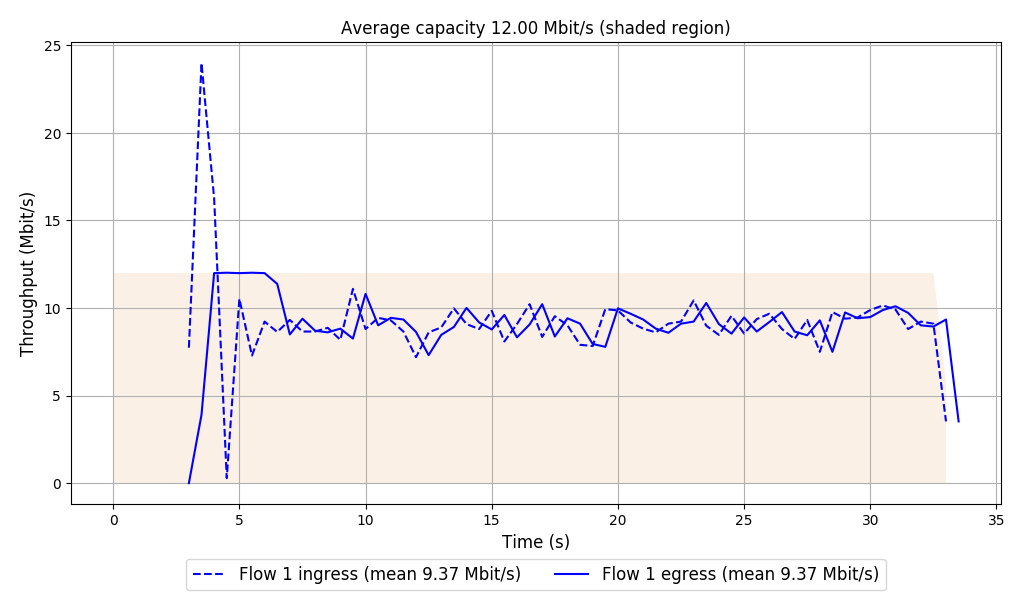 Average capacity 12.00 Mbit/s (shaded region)
25
20
15
10
5
0
Throughput (Mbit/s)
0 5 10 15 20 25 30 35
Time (s)
Flow 1 ingress (mean 9.37 Mbit/s) Flow 1 egress (mean 9.37 Mbit/s)